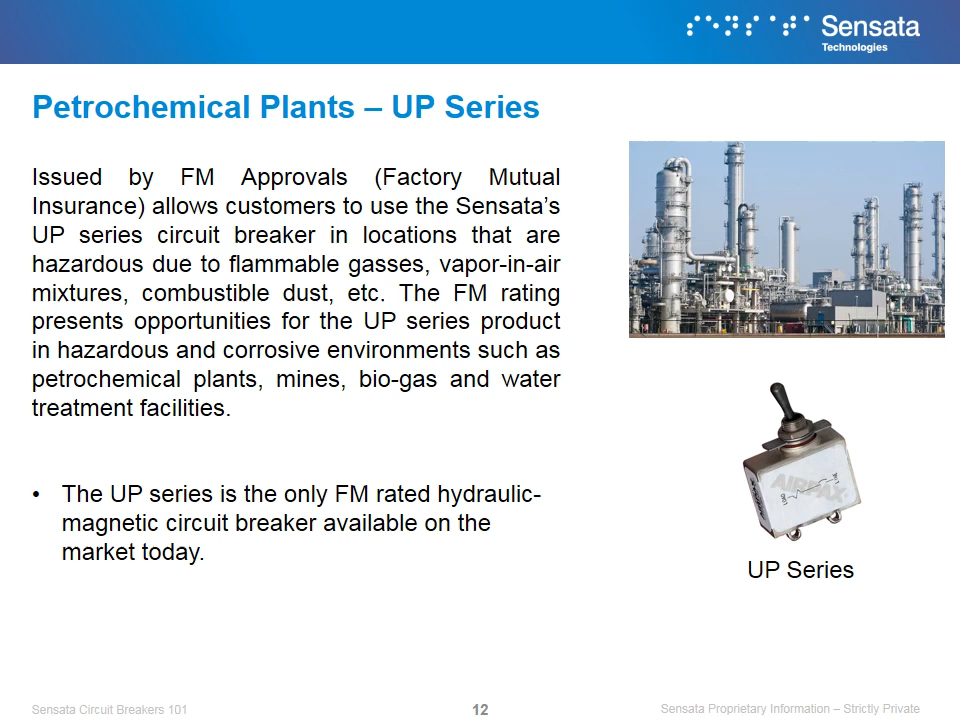 Sensata
Technologies
Petrochemical Plants – UP Series
Issued by FM Approvals (Factory Mutual
Insurance) allows customers to use the Sensata’s
UP series circuit breaker in locations that are
hazardous due to flammable gasses, vapor-in-air
mixtures, combustible dust, etc. The FM rating
presents opportunities for the UP series product
in hazardous and corrosive environments such as
petrochemical plants, mines, bio-gas and water
treatment facilities.
• The UP series is the only FM rated hydraulic-
magnetic circuit breaker available on the
market today.
AIRPAX
UP Series
Sensata Circuit Breakers 101
12
Sensata Proprietary Information – Strictly Private